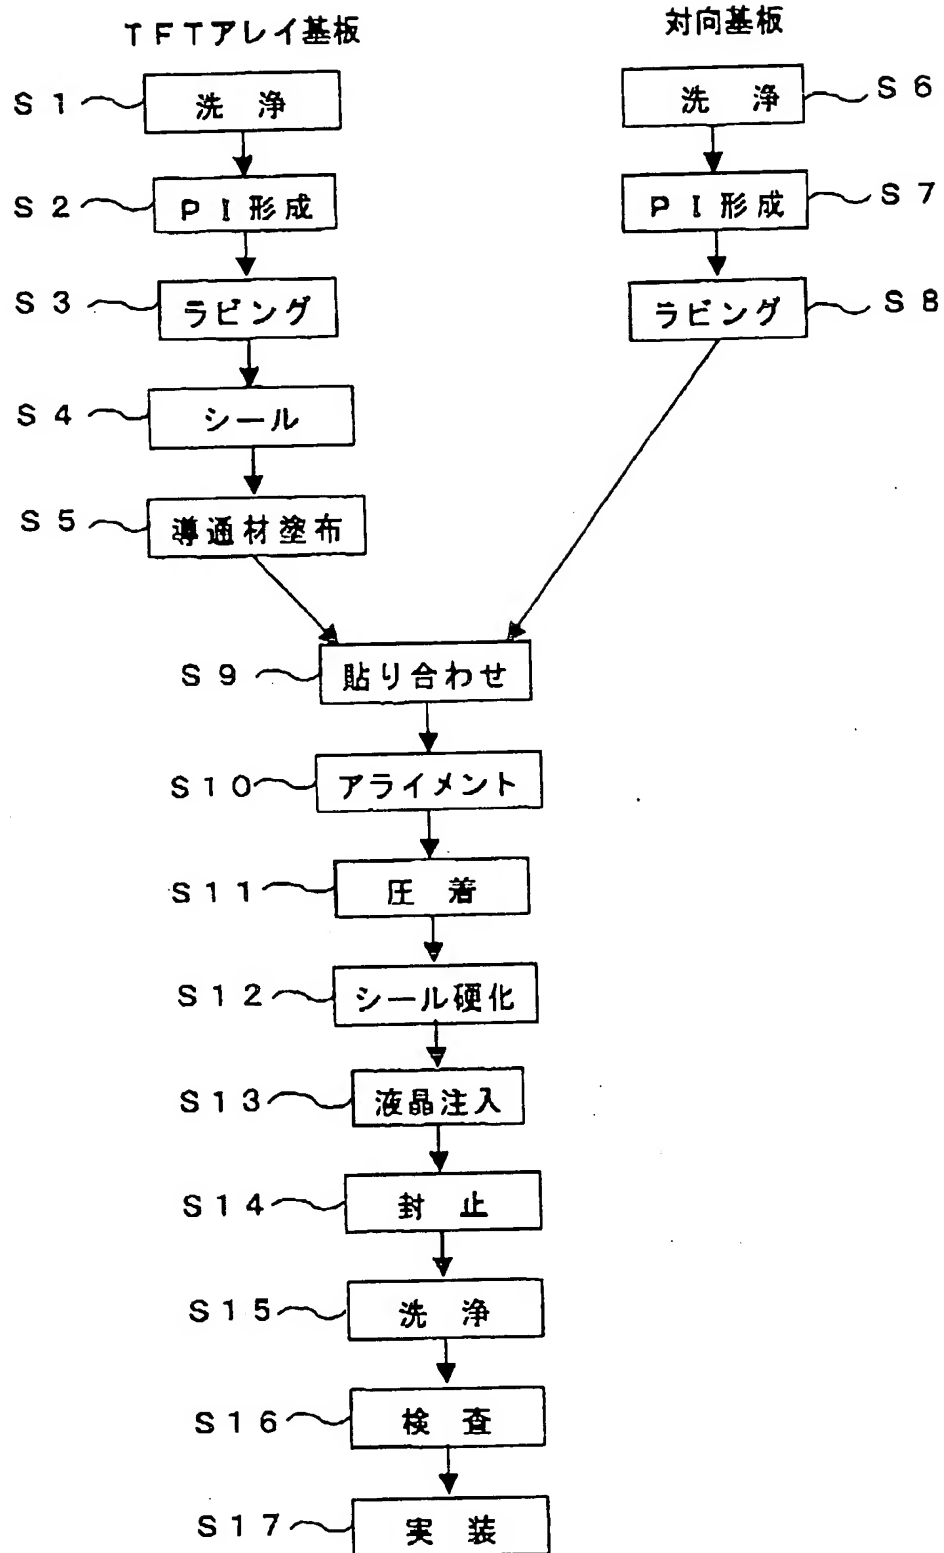 TFTアレイ基板
対向基板
S1 洗浄
S6 洗浄
S2 PI形成
S7 PI形成
S3 ラビング
S8 ラビング
S4 シール
S5 導通材塗布
S9 貼り合わせ
S10 アライメント
S11 圧着
S12 シール硬化
S13 液晶注入
S14 封止
S15 洗浄
S16 検査
S17 実装